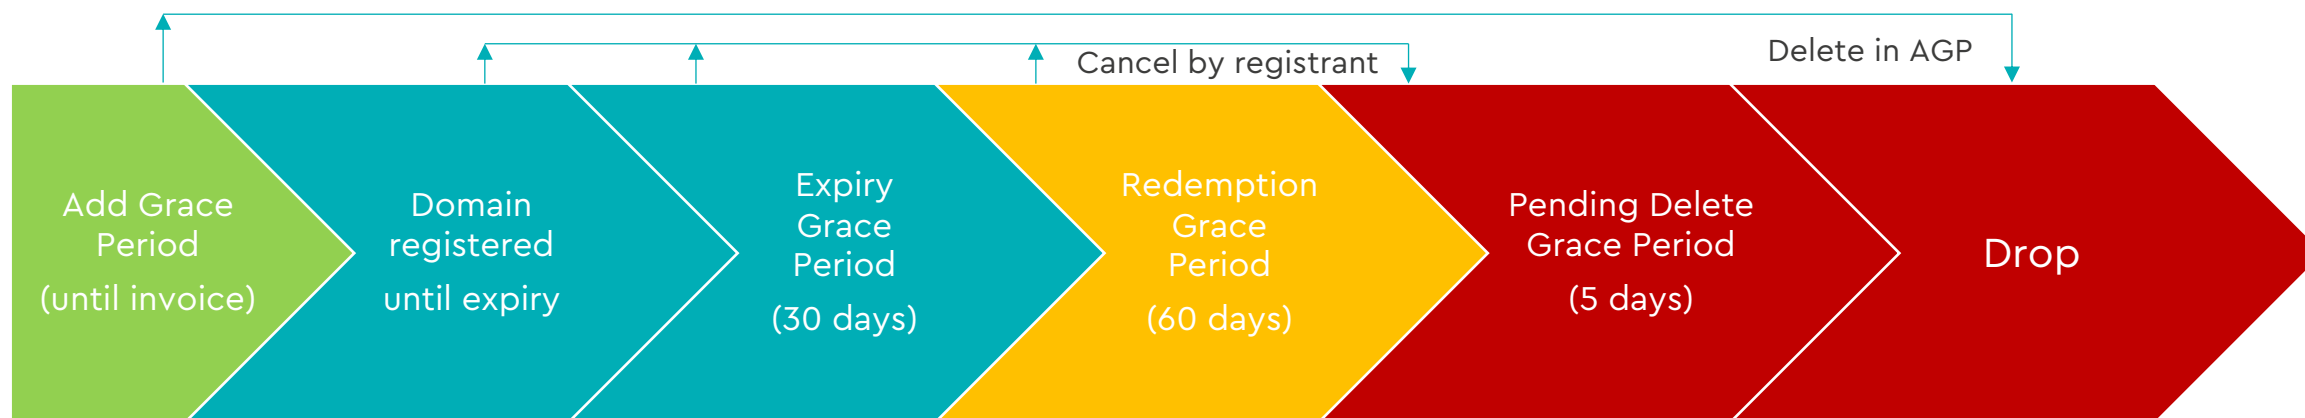 Cancel by registrant
Delete in AGP
Add Grace
Period
(until invoice)
Domain
registered
until expiry
Expiry
Grace
Period
(30 days)
Redemption
Grace
Period
(60 days)
Pending Delete
Grace Period
(5 days)
Drop